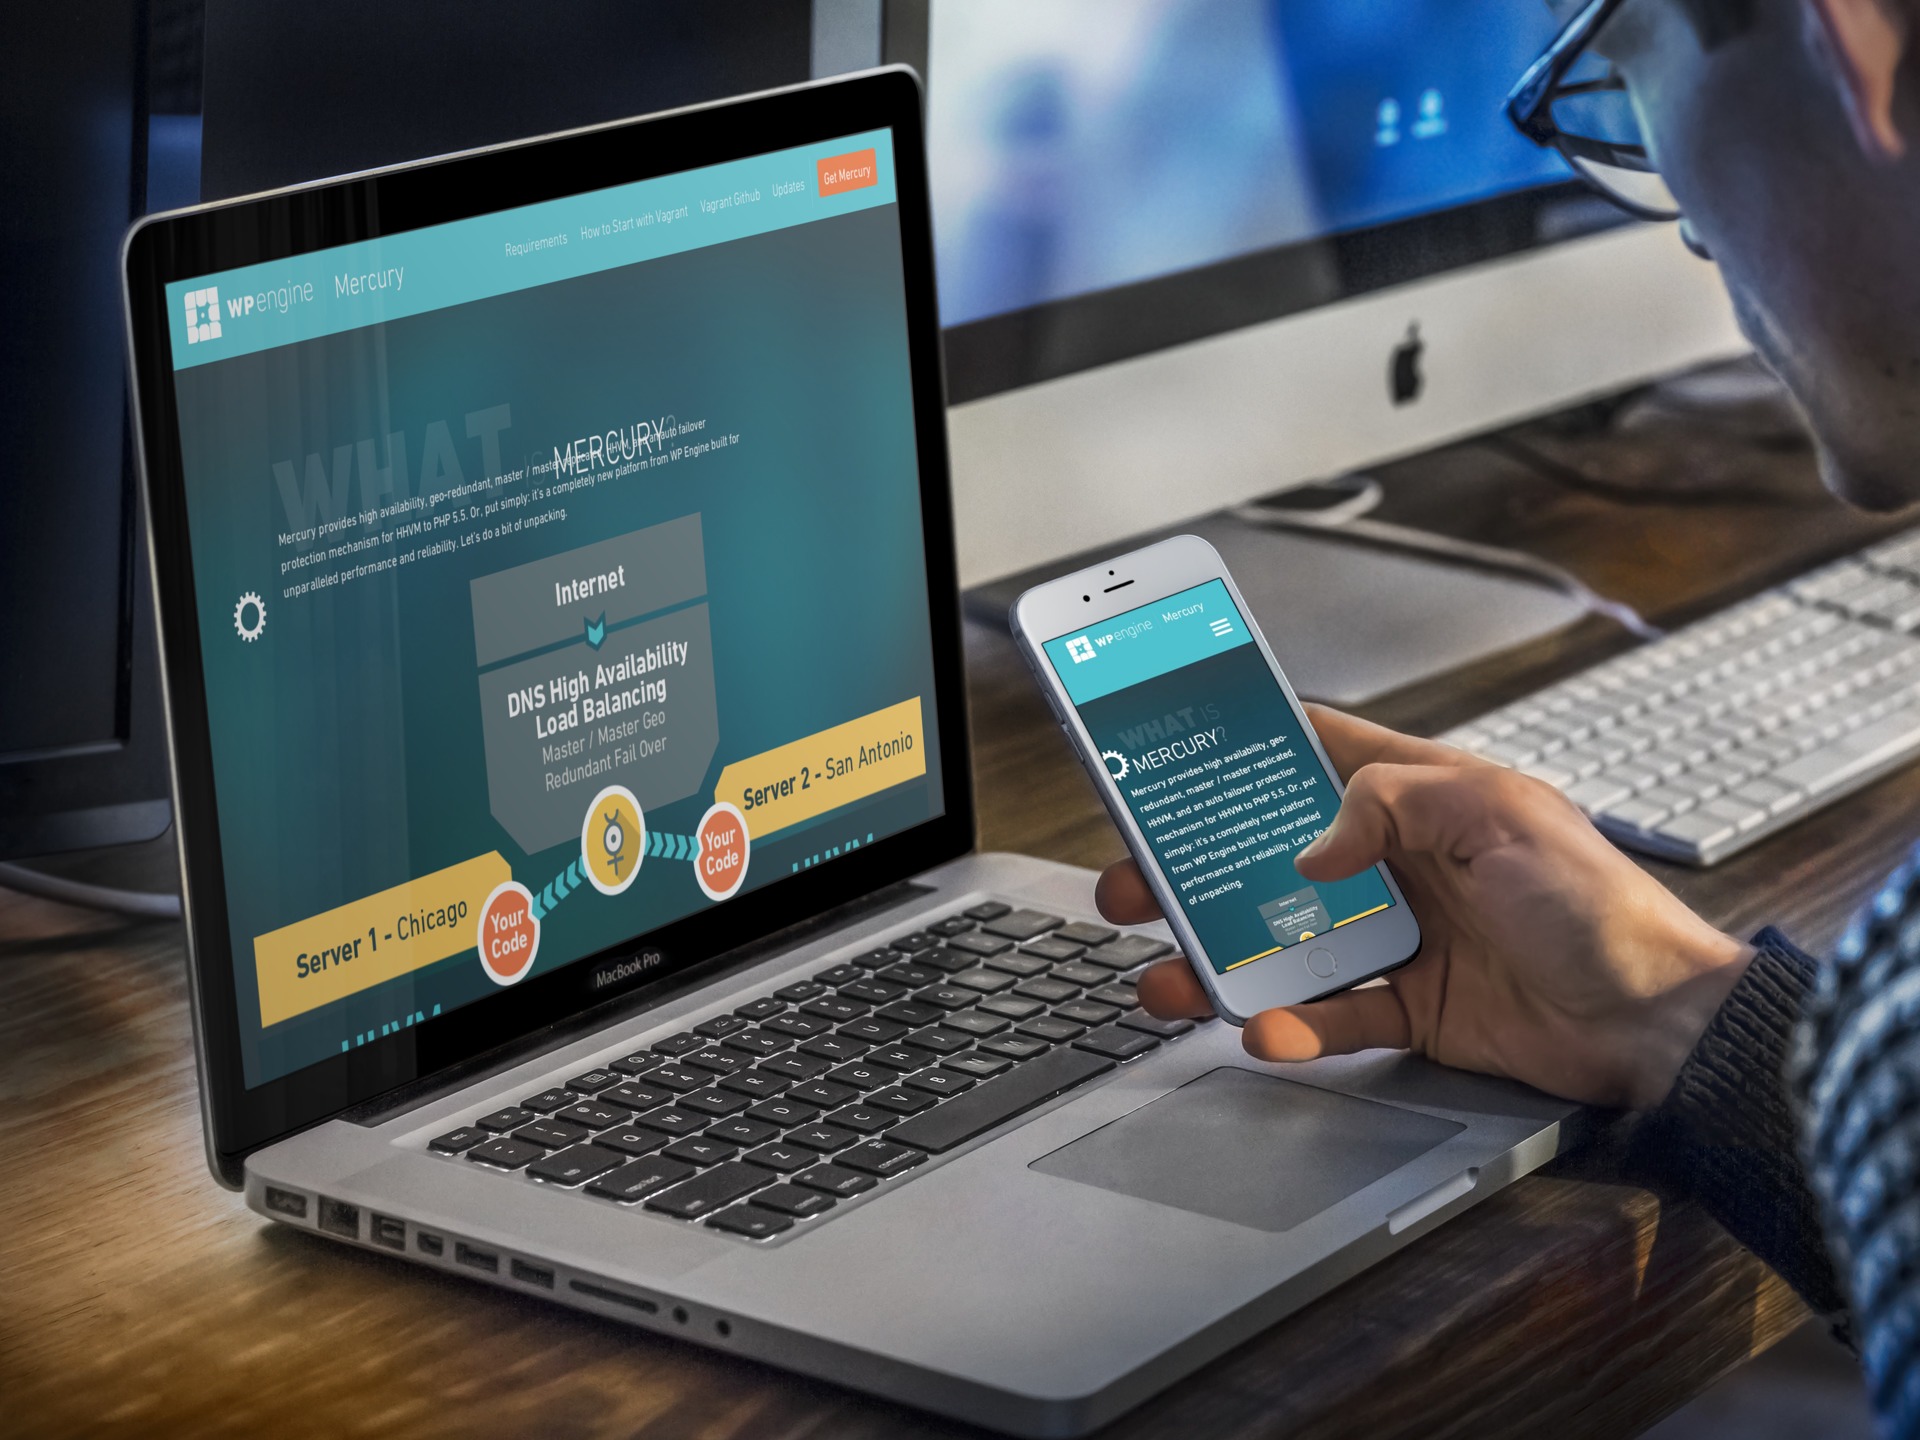 WPengine Mercury
Requirements How to Start with Vagrant Vagrant Github Updates Get Mercury
WHAT IS MERCURY?
Mercury provides high availability, geo-redundant, master / master replicated, HHVM, and an auto failover
protection mechanism for HHVM to PHP 5.5. Or, put simply: it's a completely new platform from WP Engine built for
unparalleled performance and reliability. Let's do a bit of unpacking.
Internet
DNS High Availability
Load Balancing
Master / Master Geo
Redundant Fail Over
Server 2 - San Antonio
Your
Code
Server 1 - Chicago
Your
Code
HHVM
HHVM
MacBook Pro
WPengine Mercury
WHAT IS
MERCURY?
Mercury provides high availability, geo-
redundant, master / master replicated,
HHVM, and an auto failover protection
mechanism for HHVM to PHP 5.5. Or, put
simply: it's a completely new platform
from WP Engine built for unparalleled
performance and reliability. Let's do a
of unpacking.
Internet
DNS High Availability
Load Balancing